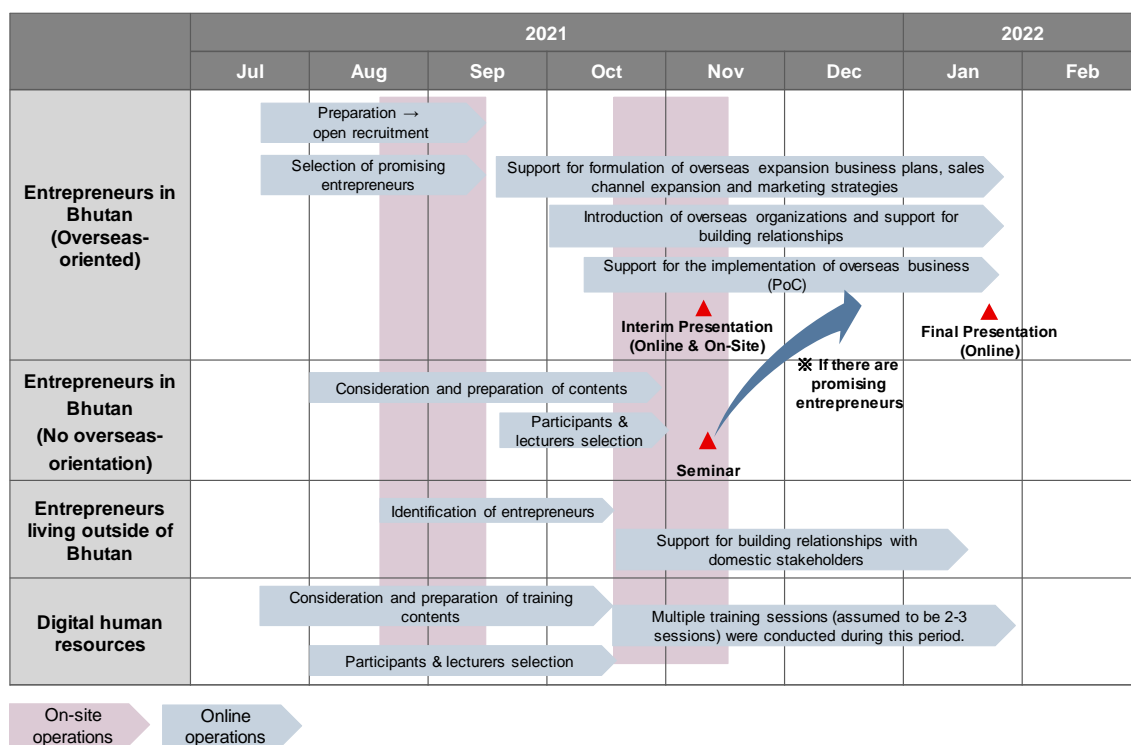 2021
2022
Jul
Aug
Sep
Oct
Nov
Dec
Jan
Feb
Entrepreneurs in
Bhutan
(Overseas-
oriented)
Preparation →
open recruitment
Selection of promising
entrepreneurs
Support for formulation of overseas expansion business plans, sales
channel expansion and marketing strategies
Introduction of overseas organizations and support for
building relationships
Support for the implementation of overseas business
(PoC)
Interim Presentation
(Online & On-Site)
Final Presentation
(Online)
Entrepreneurs in
Bhutan
(No overseas-
orientation)
Consideration and preparation of contents
Participants &
lecturers selection
Seminar
※ If there are
promising
entrepreneurs
Entrepreneurs
living outside of
Bhutan
Identification of entrepreneurs
Support for building relationships with
domestic stakeholders
Digital human
resources
Consideration and preparation of training
contents
Multiple training sessions (assumed to be 2-3
sessions) were conducted during this period.
Participants & lecturers selection
On-site
operations
Online
operations